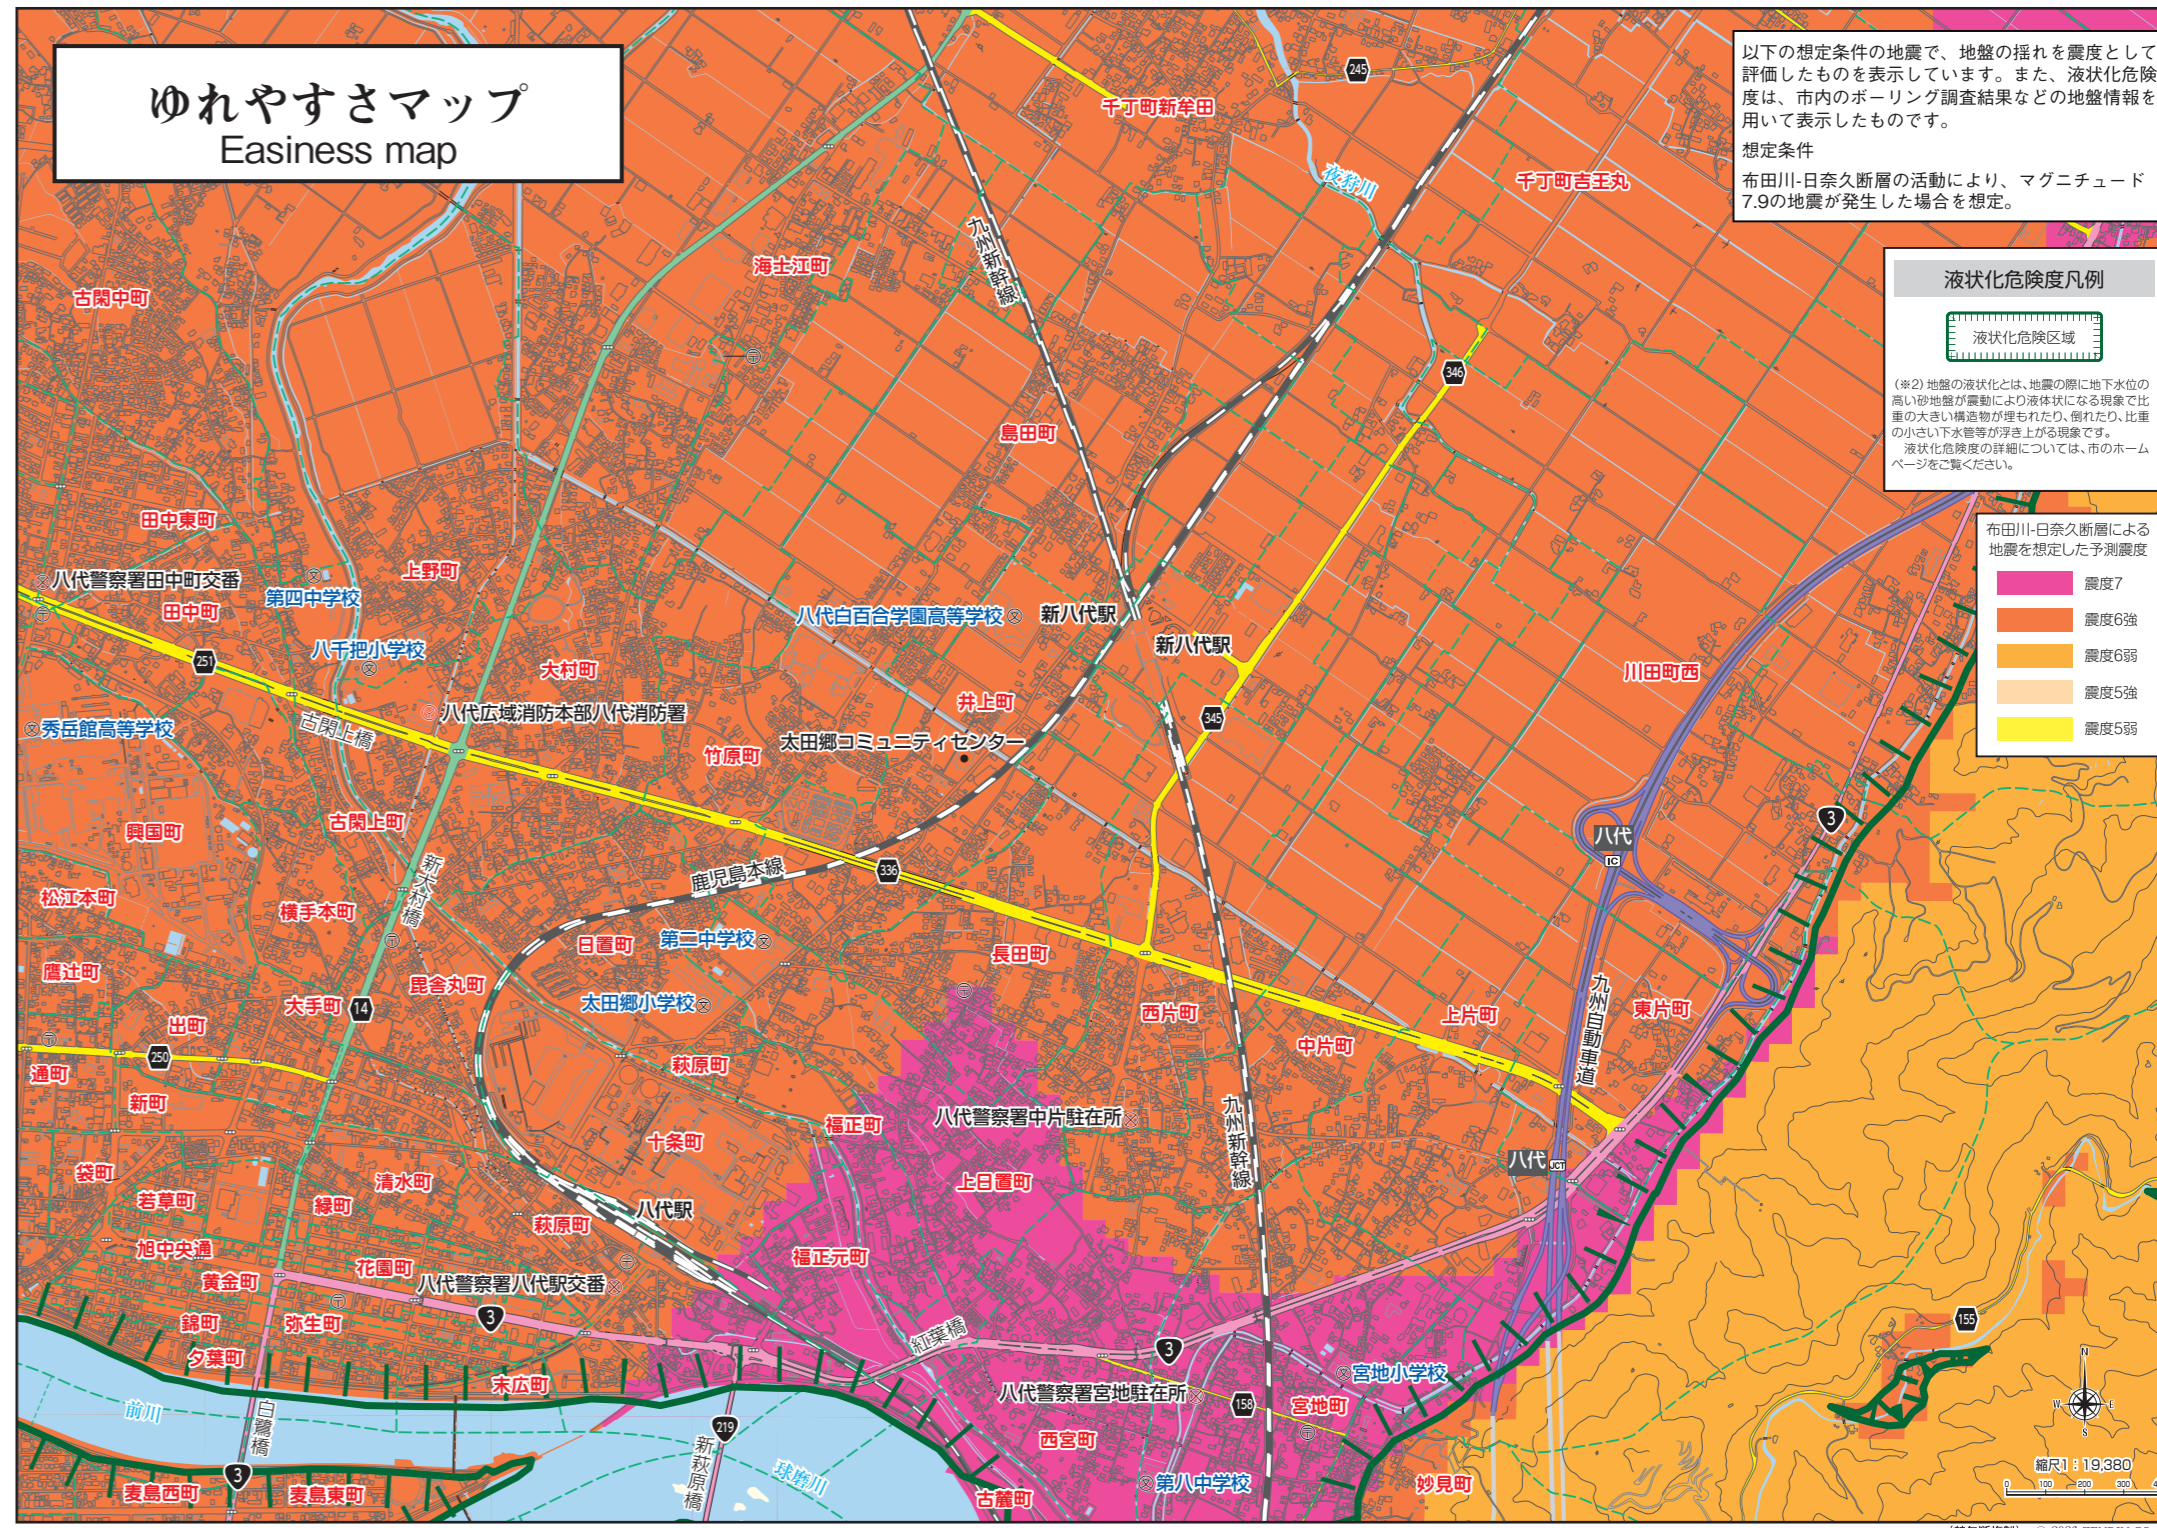 ゆれやすさマップ
Easiness map
以下の想定条件の地震で、地盤の揺れを震度として
評価したものを表示しています。また、液状化危険
度は、市内のボーリング調査結果などの地盤情報を
用いて表示したものです。
想定条件
布田川-日奈久断層の活動により、マグニチュード
7.9の地震が発生した場合を想定。
液状化危険度凡例
液状化危険区域
(※2) 地盤の液状化とは、地震の際に地下水位の
高い砂地盤が震動により液体状になる現象で比
重の大きい構造物が埋もれたり、倒れたり、比重
の小さい下水管等が浮き上がる現象です。
液状化危険度の詳細については、市のホーム
ページをご覧ください。
布田川-日奈久断層による
地震を想定した予測震度
震度7
震度6強
震度6弱
震度5強
震度5弱
245
千丁町新牟田
夜狩川
千丁町吉王丸
九州新幹線
海士江町
古閑中町
346
島田町
田中東町
上野町
八代警察署田中町交番
第四中学校
田中町
八代白百合学園高等学校
新八代駅
新八代駅
八千把小学校
251
大村町
川田町西
井上町
345
八代広域消防本部八代消防署
秀岳館高等学校
古閑上橋
太田郷コミュニティセンター
竹原町
古閑上町
興国町
3
八代
IC
新大村橋
鹿児島本線
336
松江本町
横手本町
日置町
第二中学校
長田町
鷹辻町
昆舎丸町
太田郷小学校
大手町
14
西片町
上片町
九州自動車道
東片町
出町
250
中片町
通町
萩原町
新町
福正町
八代警察署中片駐在所
九州新幹線
十条町
八代
JCT
袋町
清水町
上日置町
若草町
緑町
八代駅
萩原町
旭中央通
福正元町
花園町
黄金町
八代警察署八代駅交番
3
錦町
弥生町
155
紅葉橋
3
夕葉町
末広町
宮地小学校
八代警察署宮地駐在所
158
宮地町
前川
白鷺橋
219
新萩原橋
西宮町
球磨川
3
麦島西町
麦島東町
古麓町
第八中学校
妙見町
N
W
E
S
縮尺1：19,380
0 100 200 300